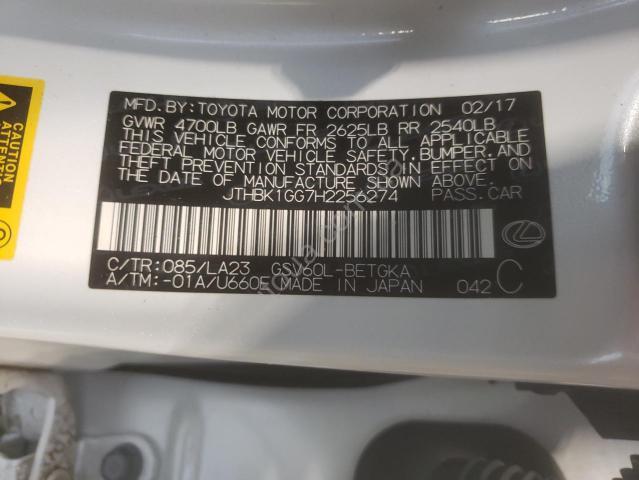 MFD.BY:TOYOTA MOTOR CORPORATION 02/17
GVWR 4700LB GAWR FR 2625LB RR 2540LB
THIS VEHICLE CONFORMS TO ALL APPLICABLE
FEDERAL MOTOR VEHICLE SAFETY, BUMPER, AND
THEFT PREVENTION STANDARDS IN EFFECT ON
THE DATE OF MANUFACTURE SHOWN ABOVE.
JTHBK1GG7H2256274 PASS.CAR
C/TR:085/LA23 GSV60L-BETGKA
A/TM:-01A/U660E MADE IN JAPAN 042 C
CAUTION